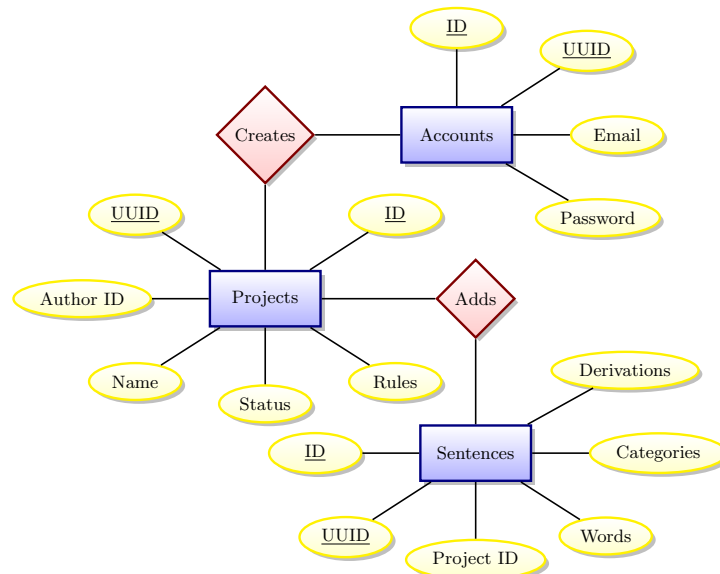 ID
UUID
Creates
Accounts
Email
UUID
ID
Password
Author ID
Projects
Adds
Name
Status
Rules
Derivations
ID
Sentences
Categories
UUID
Project ID
Words